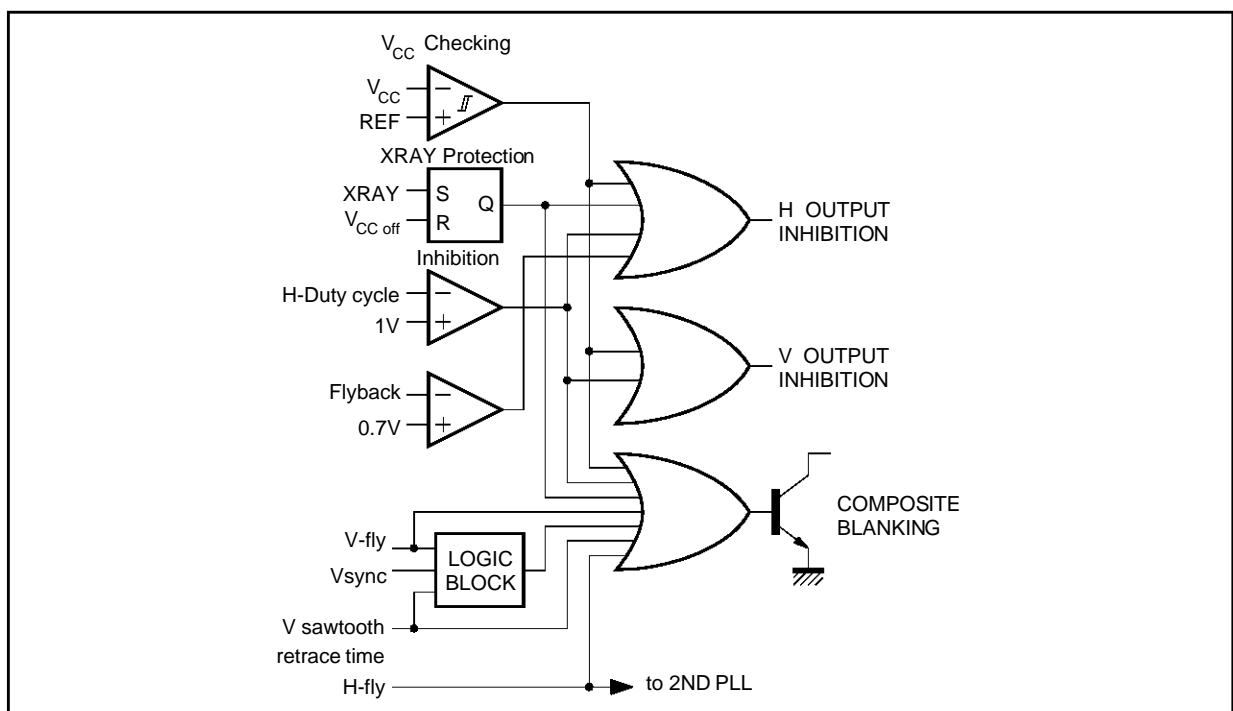 VCC Checking
VCC
REF
XRAY Protection
XRAY
S
Q
VCC off
R
Inhibition
H-Duty cycle
1V
Flyback
0.7V
H OUTPUT
INHIBITION
V OUTPUT
INHIBITION
V-fly
Vsync
LOGIC
BLOCK
COMPOSITE
BLANKING
V sawtooth
retrace time
H-fly
to 2ND PLL